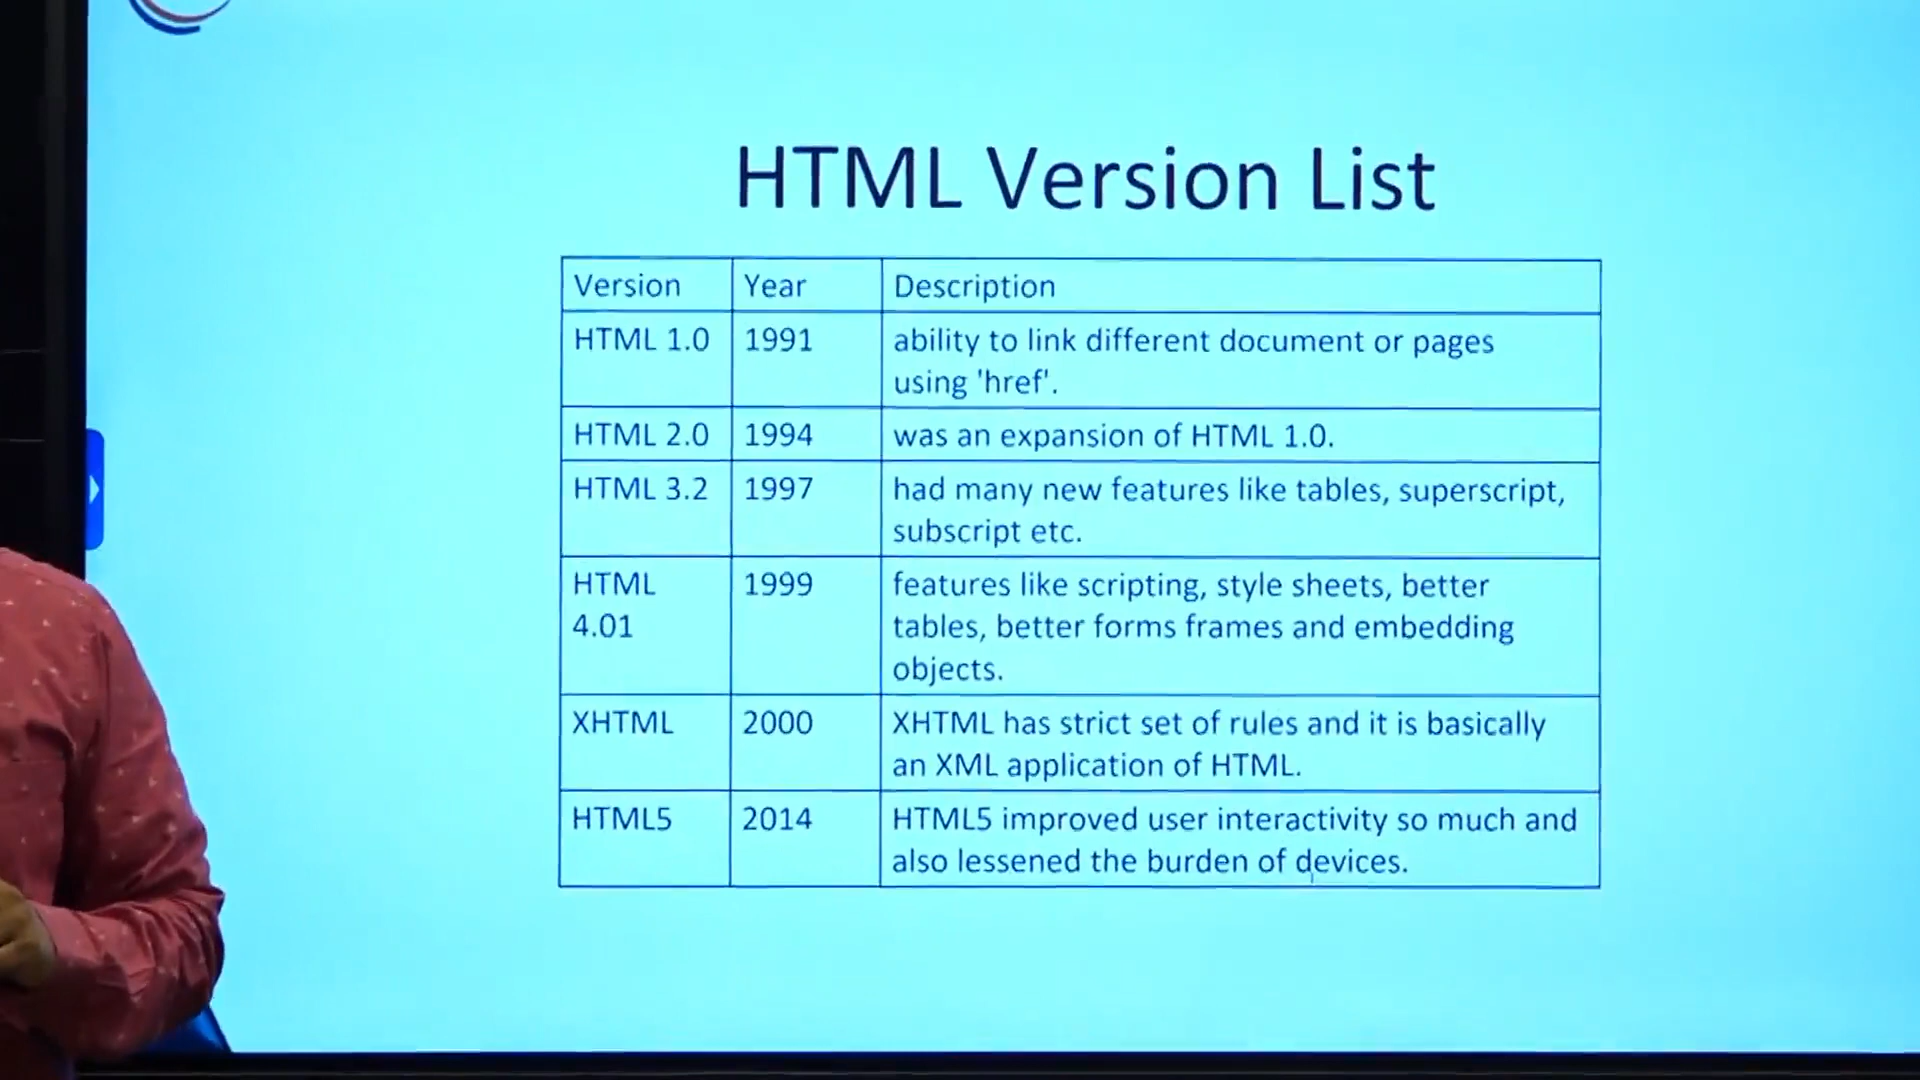 HTML Version List
Version Year Description
HTML 1.0 1991 ability to link different document or pages
using 'href'.
HTML 2.0 1994 was an expansion of HTML 1.0.
HTML 3.2 1997 had many new features like tables, superscript,
subscript etc.
HTML 1999 features like scripting, style sheets, better
4.01 tables, better forms frames and embedding
objects.
XHTML 2000 XHTML has strict set of rules and it is basically
an XML application of HTML.
HTML5 2014 HTML5 improved user interactivity so much and
also lessened the burden of devices.